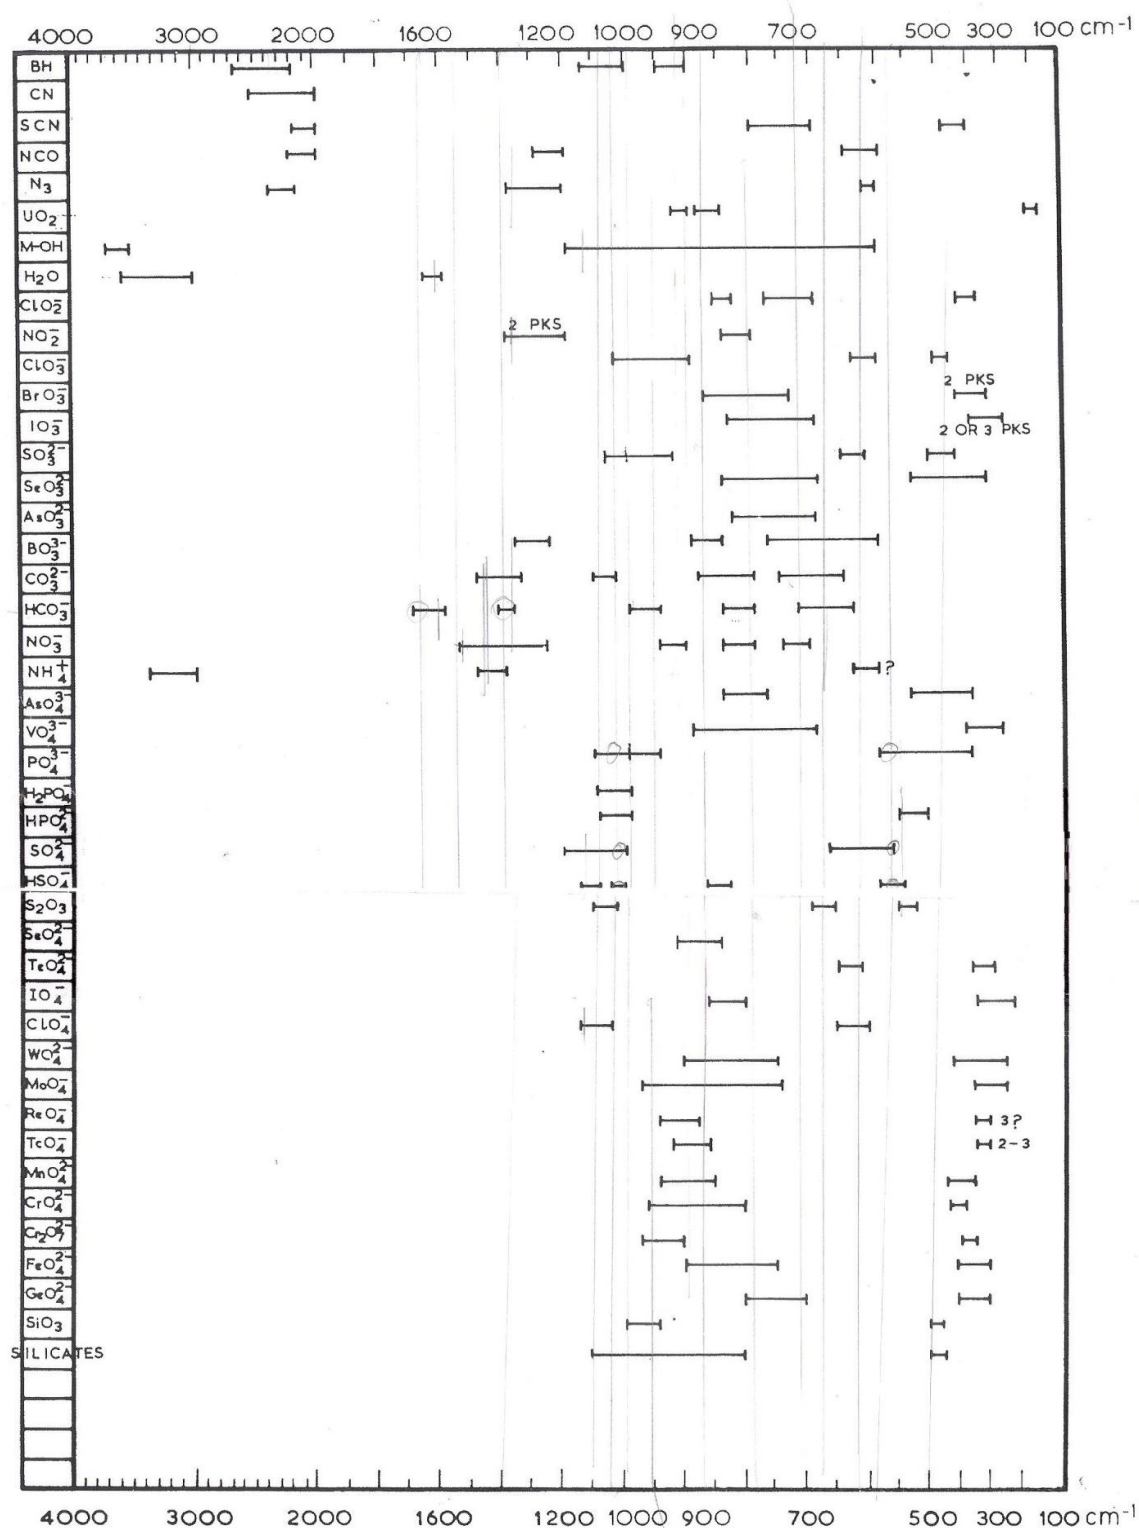 4000 3000 2000 1600 1200 1000 900 700 500 300 100 cm⁻¹
BH
CN
SCN
NCO
N₃
UO₂
M-OH
H₂O
ClO₂⁻
NO₂⁻ 2 PKS
ClO₃⁻
BrO₃⁻ 2 PKS
IO₃⁻ 2 OR 3 PKS
SO₃²⁻
SeO₃²⁻
AsO₃²⁻
BO₃³⁻
CO₃²⁻
HCO₃⁻
NO₃⁻
NH₄⁺ ?
AsO₄³⁻
VO₄³⁻
PO₄³⁻
H₂PO₄⁻
HPO₄²⁻
SO₄²⁻
HSO₄⁻
S₂O₃
SeO₄²⁻
TeO₄²⁻
IO₄⁻
ClO₄⁻
WO₄²⁻
MoO₄⁻
ReO₄⁻ 3?
TcO₄⁻ 2-3
MnO₄²⁻
CrO₄²⁻
Cr₂O₇²⁻
FeO₄²⁻
GeO₄²⁻
SiO₃
SILICATES
4000 3000 2000 1200 1000 900 700 500 300 100 cm⁻¹